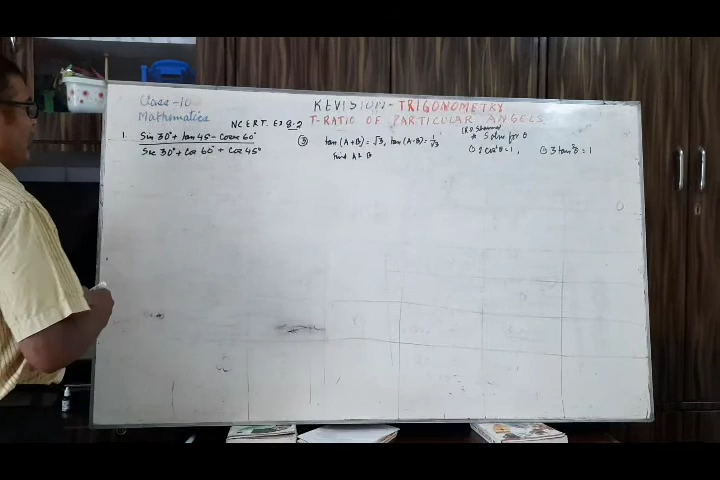 Class-10
Mathematics
REVISION-TRIGONOMETRY
T-RATIO OF PARTICULAR ANGELS
NCERT. EX 8.2
1. Sin 30° + tan 45° - Cosec 60°
Sec 30° + Cos 60° + Cot 45°
③ tan (A+B) = √3, tan (A-B) = 1/√3
find A & B
* Solve for θ
① 2 cos²θ = 1, ② 3 tan²θ = 1